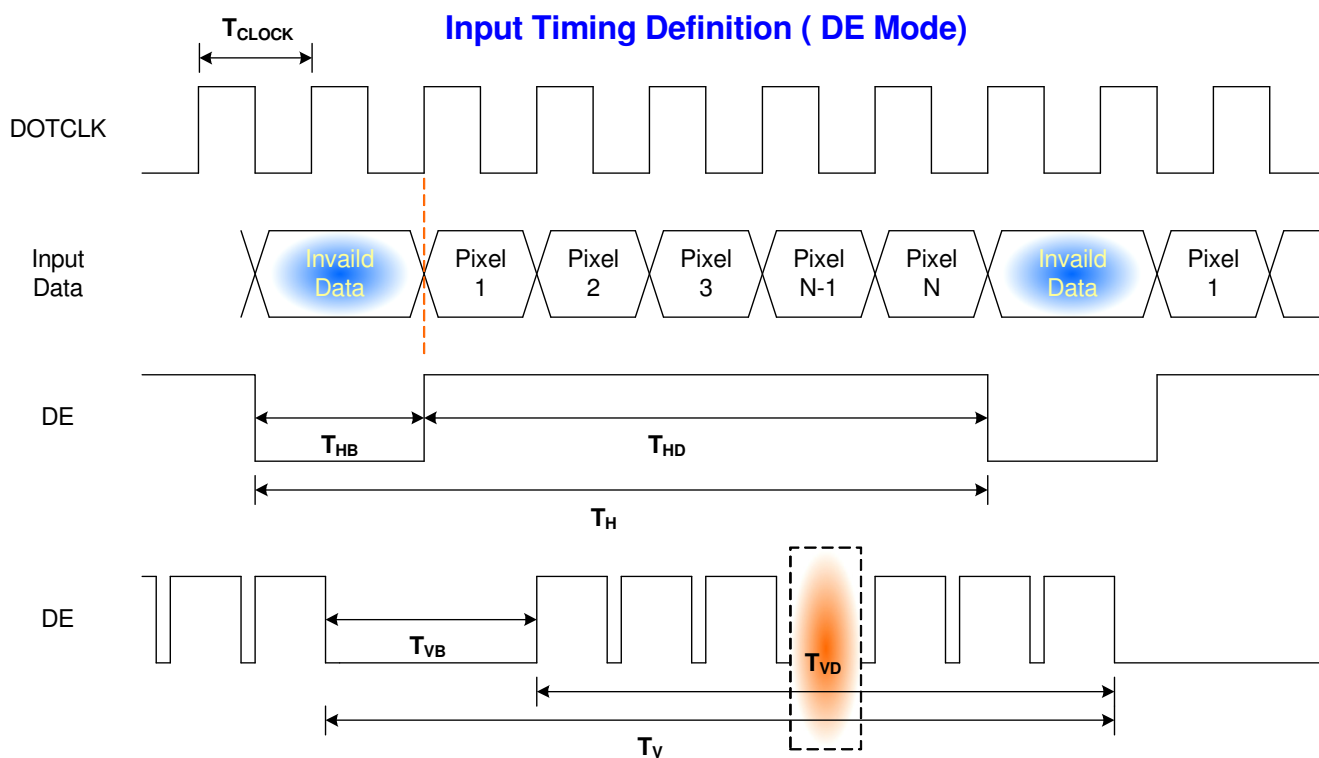 Input Timing Definition ( DE Mode)
TCLOCK
DOTCLK
Input
Data
Invaild
Data
Pixel
1
Pixel
2
Pixel
3
Pixel
N-1
Pixel
N
Invaild
Data
Pixel
1
DE
THB
THD
TH
DE
TVB
TVD
TV